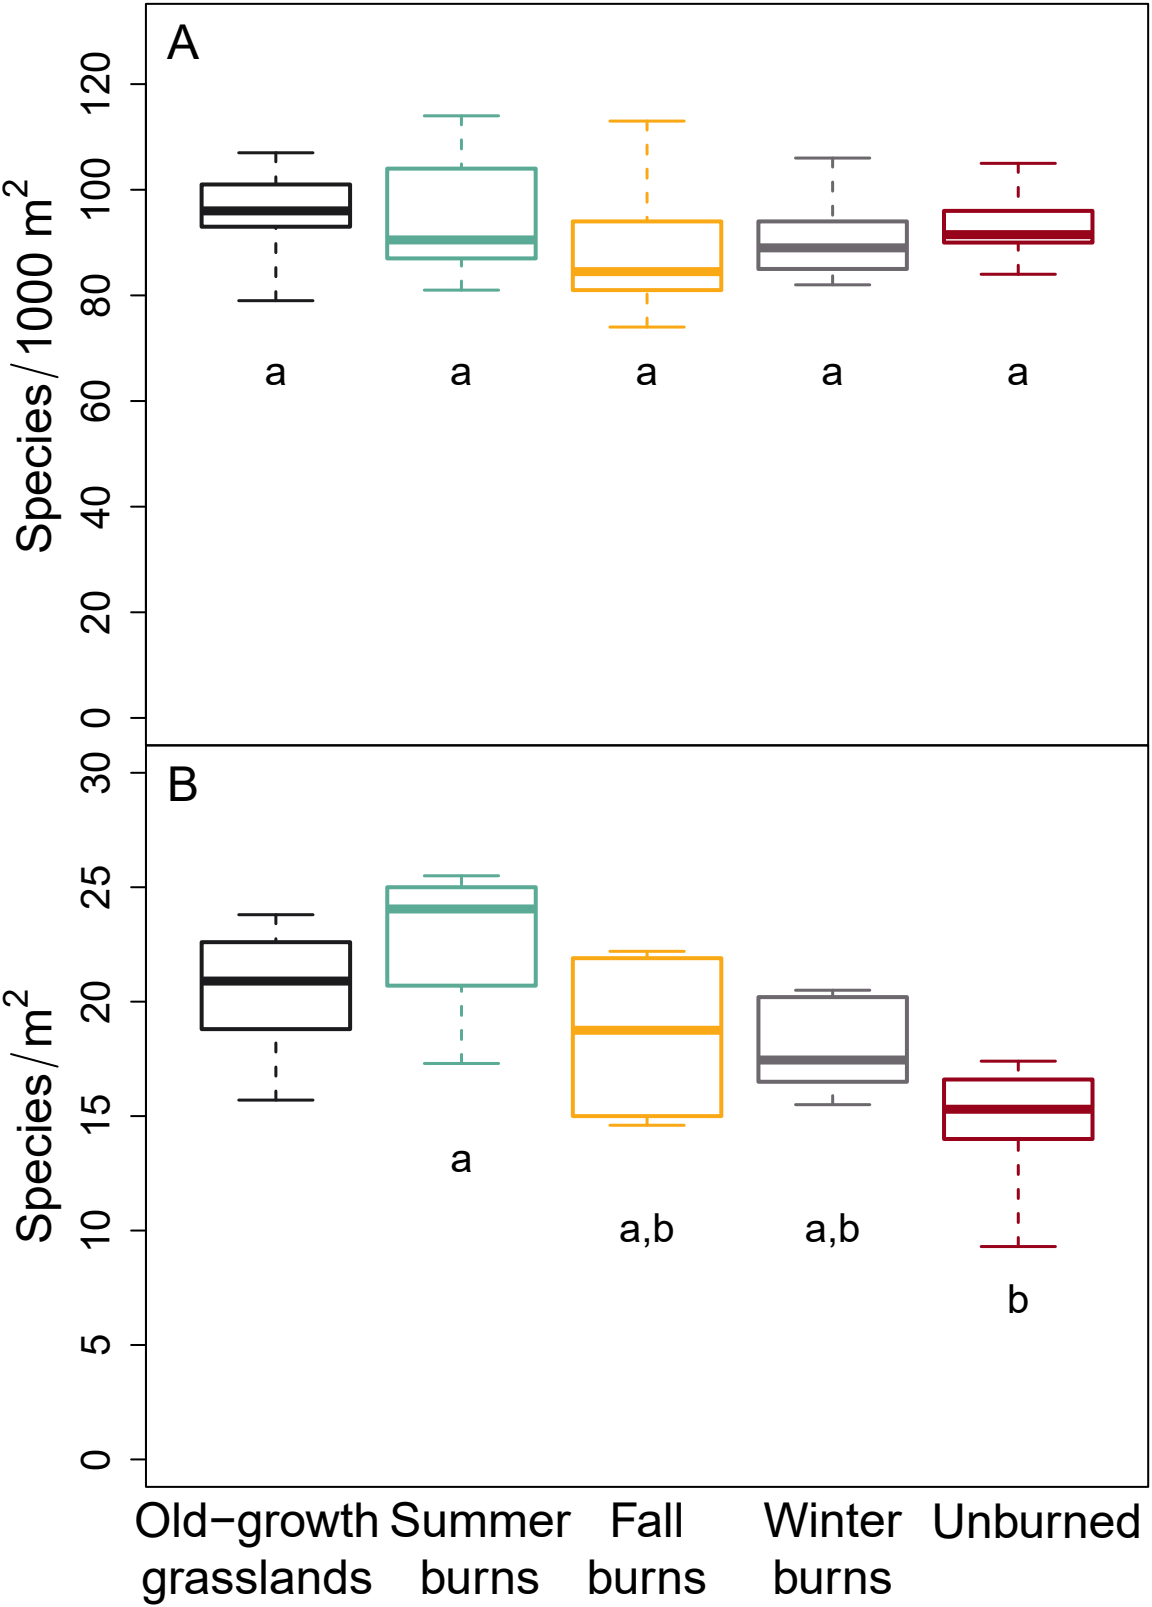 A
Species / 1000 m²
120
100
80
60
40
20
0
a a a a a
B
Species / m²
30
25
20
15
10
5
0
a
a,b a,b
b
Old−growth Summer Fall Winter Unburned
grasslands burns burns burns